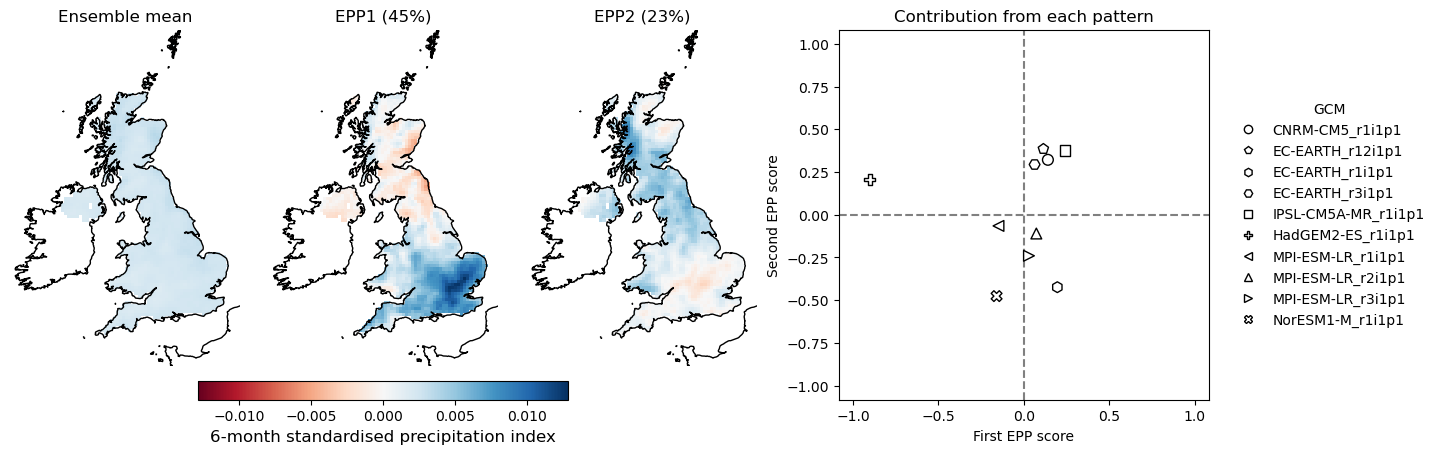 Ensemble mean
EPP1 (45%)
EPP2 (23%)
−0.010 −0.005 0.000 0.005 0.010
6-month standardised precipitation index
Contribution from each pattern
1.00
0.75
0.50
0.25
0.00
−0.25
−0.50
−0.75
−1.00
Second EPP score
−1.0 −0.5 0.0 0.5 1.0
First EPP score
GCM
CNRM-CM5_r1i1p1
EC-EARTH_r12i1p1
EC-EARTH_r1i1p1
EC-EARTH_r3i1p1
IPSL-CM5A-MR_r1i1p1
HadGEM2-ES_r1i1p1
MPI-ESM-LR_r1i1p1
MPI-ESM-LR_r2i1p1
MPI-ESM-LR_r3i1p1
NorESM1-M_r1i1p1